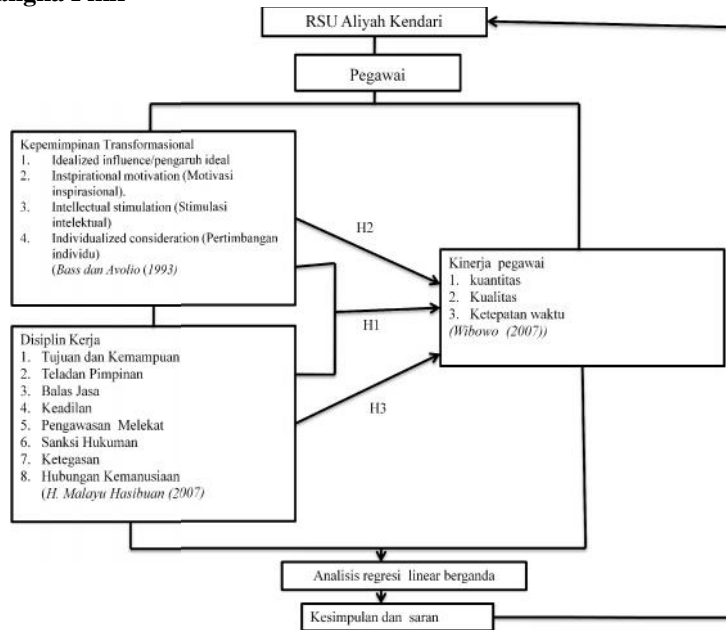 RSU Aliyah Kendari
Pegawai
Kepemimpinan Transformasional
1. Idealized influence/pengaruh ideal
2. Instpirational motivation (Motivasi
inspirasional).
3. Intellectual stimulation (Stimulasi
intelektual)
4. Individualized consideration (Pertimbangan
individu)
(Bass dan Avolio (1993)
H2
H1
H3
Kinerja pegawai
1. kuantitas
2. Kualitas
3. Ketepatan waktu
(Wibowo (2007))
Disiplin Kerja
1. Tujuan dan Kemampuan
2. Teladan Pimpinan
3. Balas Jasa
4. Keadilan
5. Pengawasan Melekat
6. Sanksi Hukuman
7. Ketegasan
8. Hubungan Kemanusiaan
(H. Malayu Hasibuan (2007)
Analisis regresi linear berganda
Kesimpulan dan saran